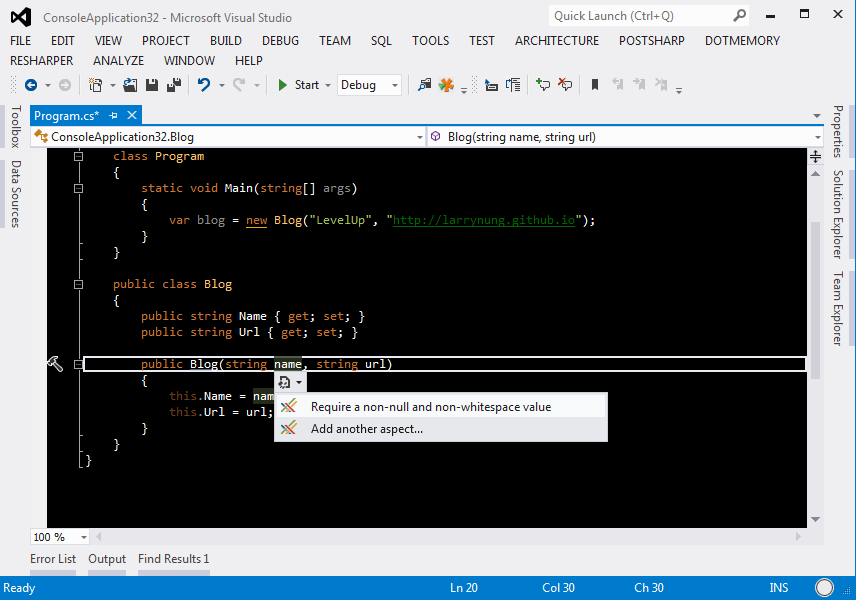 ConsoleApplication32 - Microsoft Visual Studio
Quick Launch (Ctrl+Q)
FILE EDIT VIEW PROJECT BUILD DEBUG TEAM SQL TOOLS TEST ARCHITECTURE POSTSHARP DOTMEMORY
RESHARPER ANALYZE WINDOW HELP
Start Debug
Toolbox
Data Sources
Program.cs*
ConsoleApplication32.Blog
Blog(string name, string url)
class Program
{
static void Main(string[] args)
{
var blog = new Blog("LevelUp", "http://larrynung.github.io");
}
}
public class Blog
{
public string Name { get; set; }
public string Url { get; set; }
public Blog(string name, string url)
{
this.Name = nam
this.Url = url;
}
}
}
Require a non-null and non-whitespace value
Add another aspect...
Properties
Solution Explorer
Team Explorer
100 %
Error List Output Find Results 1
Ready Ln 20 Col 30 Ch 30 INS